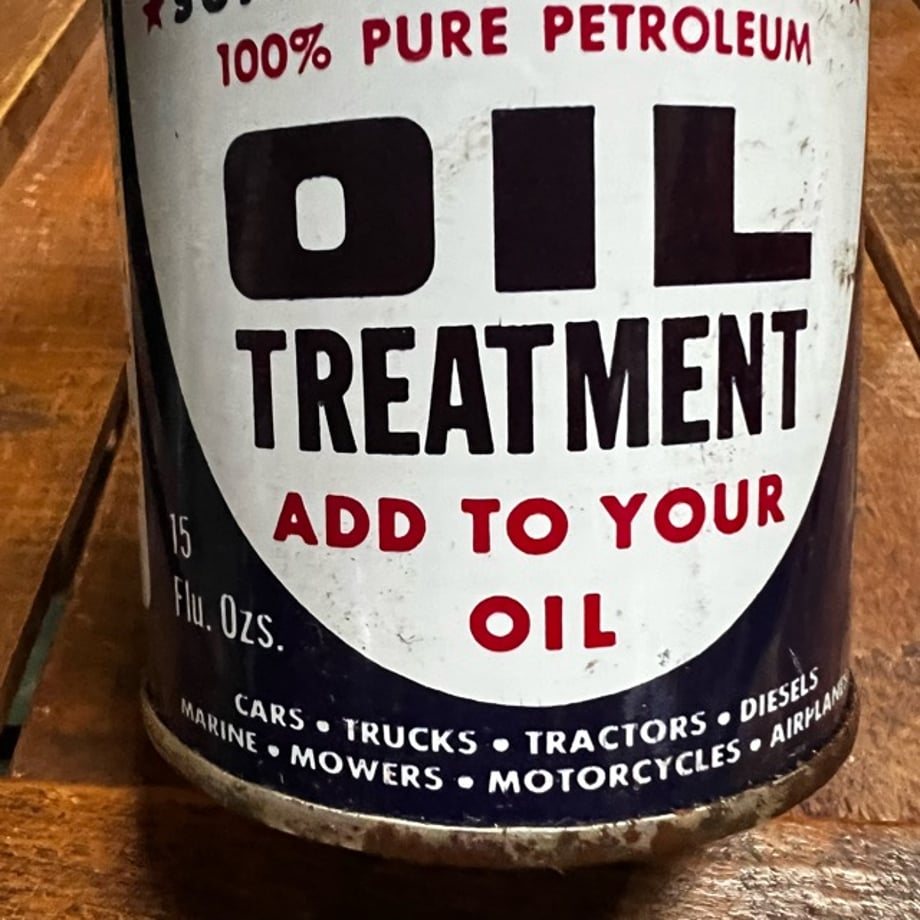 100% PURE PETROLEUM
OIL
TREATMENT
ADD TO YOUR
OIL
15
Flu. Ozs.
CARS • TRUCKS • TRACTORS • DIESELS
MARINE • MOWERS • MOTORCYCLES •